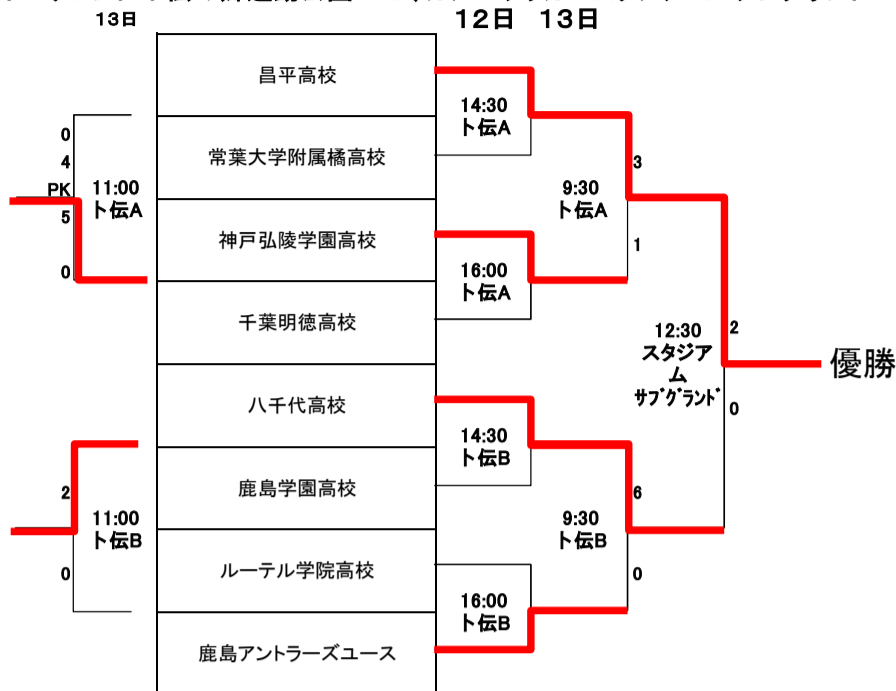 13日
12日 13日
昌平高校
常葉大学附属橘高校
神戸弘陵学園高校
千葉明徳高校
八千代高校
鹿島学園高校
ルーテル学院高校
鹿島アントラーズユース
0
4
PK
5
0
11:00
ト伝A
2
0
11:00
ト伝B
14:30
ト伝A
16:00
ト伝A
14:30
ト伝B
16:00
ト伝B
9:30
ト伝A
3
1
9:30
ト伝B
6
0
12:30
スタジア
ム
サブグランド
2
0
優勝